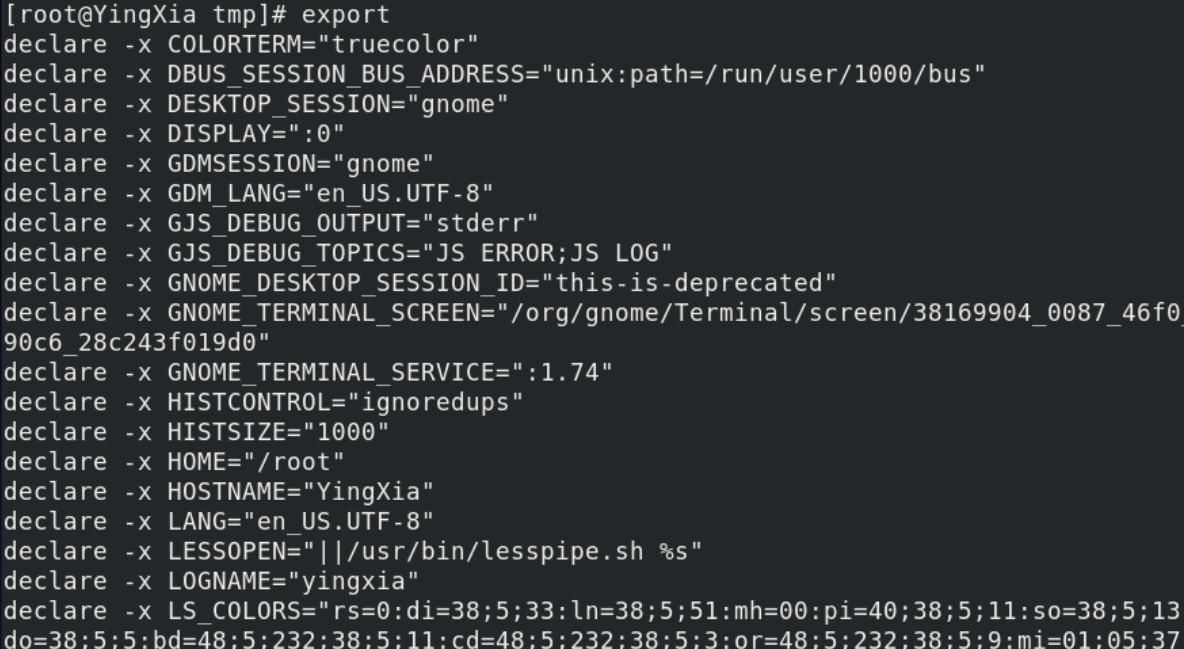 [root@YingXia tmp]# export
declare -x COLORTERM="truecolor"
declare -x DBUS_SESSION_BUS_ADDRESS="unix:path=/run/user/1000/bus"
declare -x DESKTOP_SESSION="gnome"
declare -x DISPLAY=":0"
declare -x GDMSESSION="gnome"
declare -x GDM_LANG="en_US.UTF-8"
declare -x GJS_DEBUG_OUTPUT="stderr"
declare -x GJS_DEBUG_TOPICS="JS ERROR;JS LOG"
declare -x GNOME_DESKTOP_SESSION_ID="this-is-deprecated"
declare -x GNOME_TERMINAL_SCREEN="/org/gnome/Terminal/screen/38169904_0087_46f0_
90c6_28c243f019d0"
declare -x GNOME_TERMINAL_SERVICE=":1.74"
declare -x HISTCONTROL="ignoredups"
declare -x HISTSIZE="1000"
declare -x HOME="/root"
declare -x HOSTNAME="YingXia"
declare -x LANG="en_US.UTF-8"
declare -x LESSOPEN="||/usr/bin/lesspipe.sh %s"
declare -x LOGNAME="yingxia"
declare -x LS_COLORS="rs=0:di=38;5;33:ln=38;5;51:mh=00:pi=40;38;5;11:so=38;5;13
do=38;5;5:bd=48;5;232;38;5;11:cd=48;5;232;38;5;3:or=48;5;232;38;5;9:mi=01;05;37